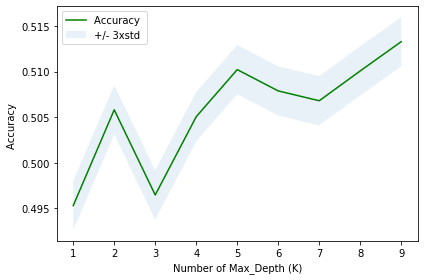 Accuracy
+/- 3xstd
0.515
0.510
0.505
0.500
0.495
Accuracy
1 2 3 4 5 6 7 8 9
Number of Max_Depth (K)